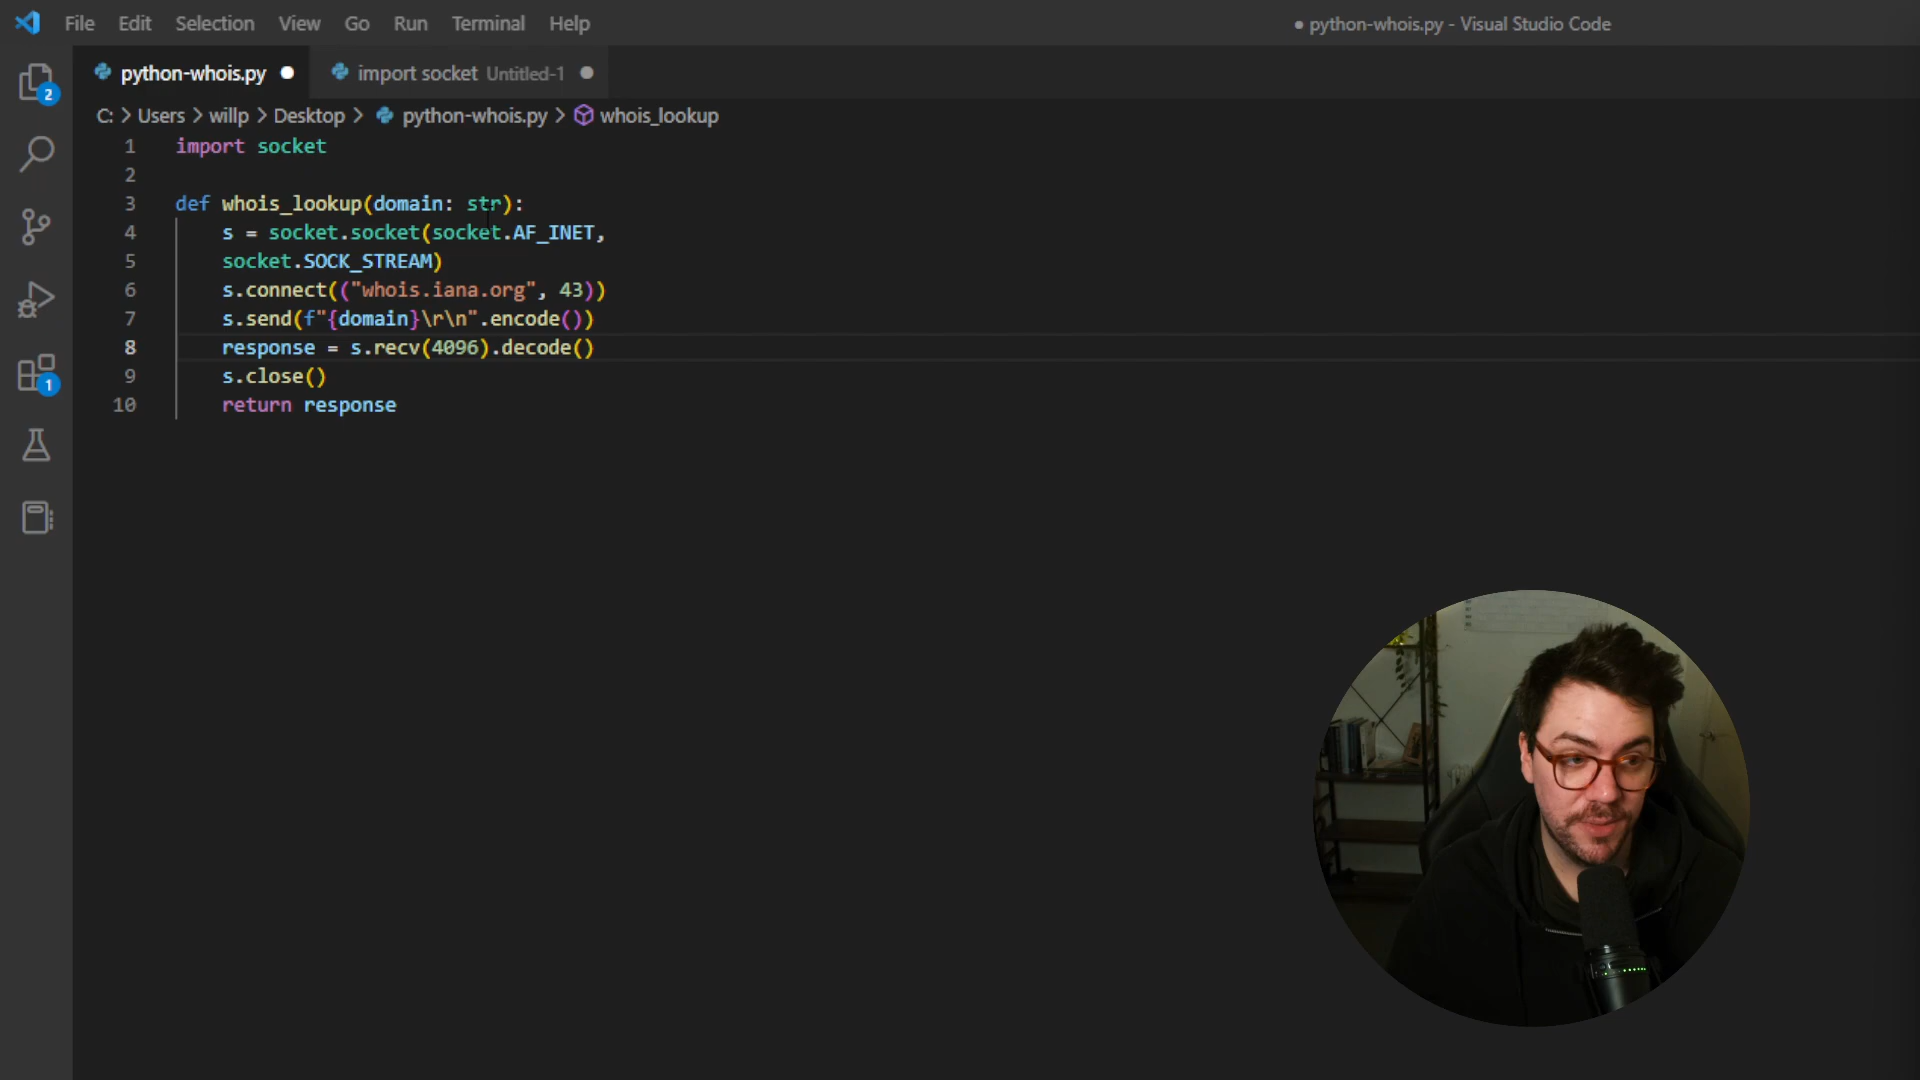 File Edit Selection View Go Run Terminal Help
● python-whois.py - Visual Studio Code
python-whois.py ●
import socket Untitled-1 ●
2
C: > Users > willp > Desktop > python-whois.py > whois_lookup
1 import socket
2
3 def whois_lookup(domain: str):
4 s = socket.socket(socket.AF_INET,
5 socket.SOCK_STREAM)
6 s.connect(("whois.iana.org", 43))
7 s.send(f"{domain}\r\n".encode())
8 response = s.recv(4096).decode()
9 s.close()
10 return response
1